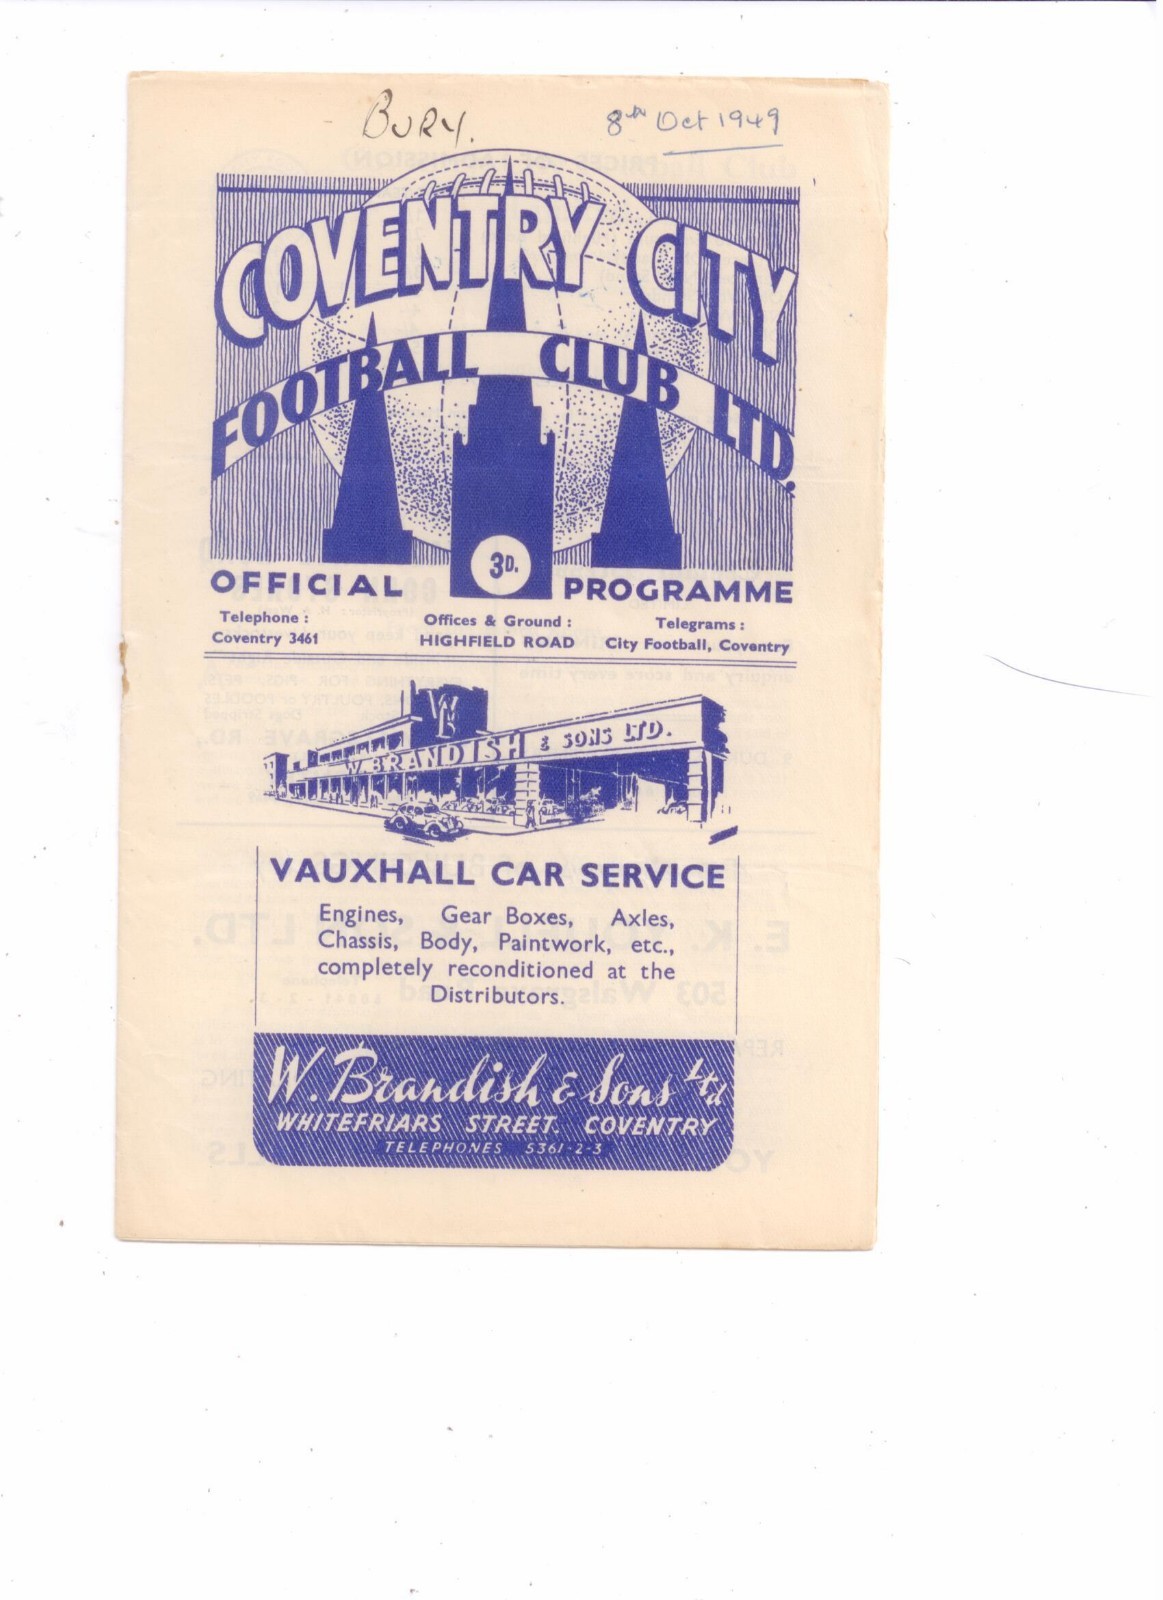 BURY. 8th Oct 1949
COVENTRY CITY
FOOTBALL CLUB LTD.
3D.
OFFICIAL PROGRAMME
Telephone : Offices & Ground : Telegrams :
Coventry 3461 HIGHFIELD ROAD City Football, Coventry
WB
W. BRANDISH & SONS LTD.
VAUXHALL CAR SERVICE
Engines, Gear Boxes, Axles,
Chassis, Body, Paintwork, etc.,
completely reconditioned at the
Distributors.
W. Brandish & Sons Ltd
WHITEFRIARS STREET. COVENTRY
TELEPHONES 5361-2-3